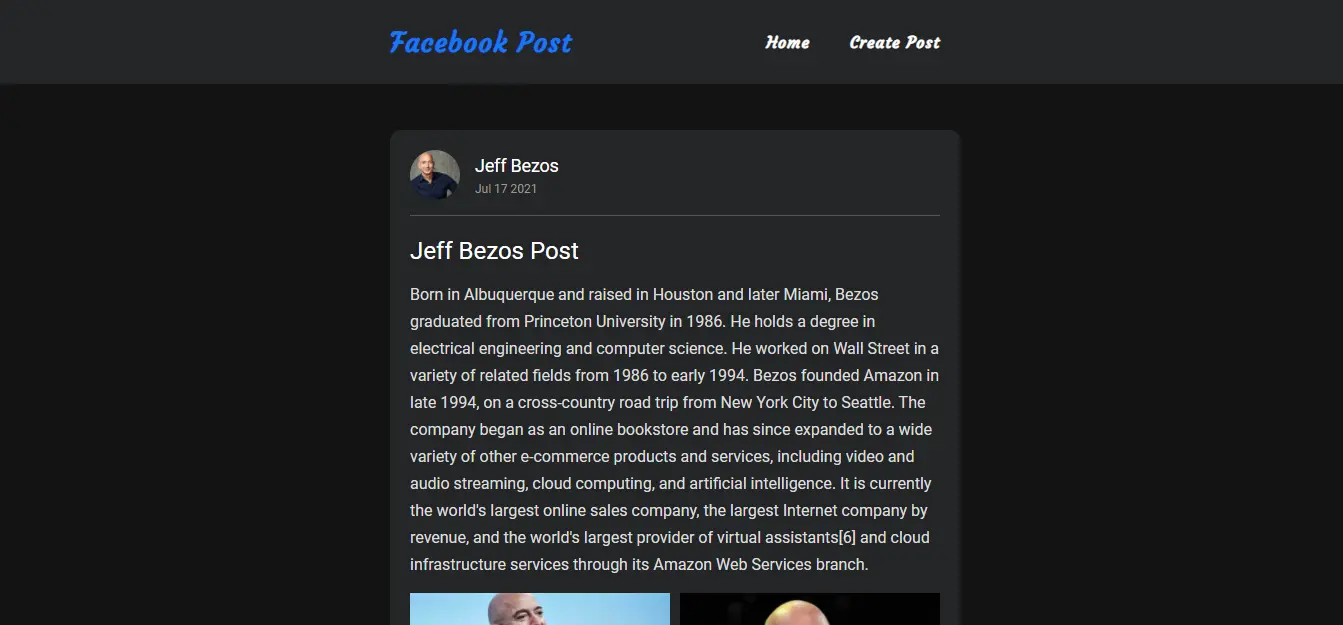 Facebook Post
Home
Create Post
Jeff Bezos
Jul 17 2021
Jeff Bezos Post
Born in Albuquerque and raised in Houston and later Miami, Bezos
graduated from Princeton University in 1986. He holds a degree in
electrical engineering and computer science. He worked on Wall Street in a
variety of related fields from 1986 to early 1994. Bezos founded Amazon in
late 1994, on a cross-country road trip from New York City to Seattle. The
company began as an online bookstore and has since expanded to a wide
variety of other e-commerce products and services, including video and
audio streaming, cloud computing, and artificial intelligence. It is currently
the world's largest online sales company, the largest Internet company by
revenue, and the world's largest provider of virtual assistants[6] and cloud
infrastructure services through its Amazon Web Services branch.